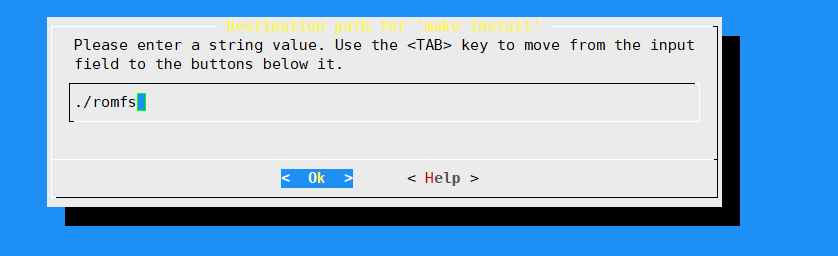 Destination path for 'make install'
Please enter a string value. Use the <TAB> key to move from the input
field to the buttons below it.
./romfs
<  Ok  > < Help >